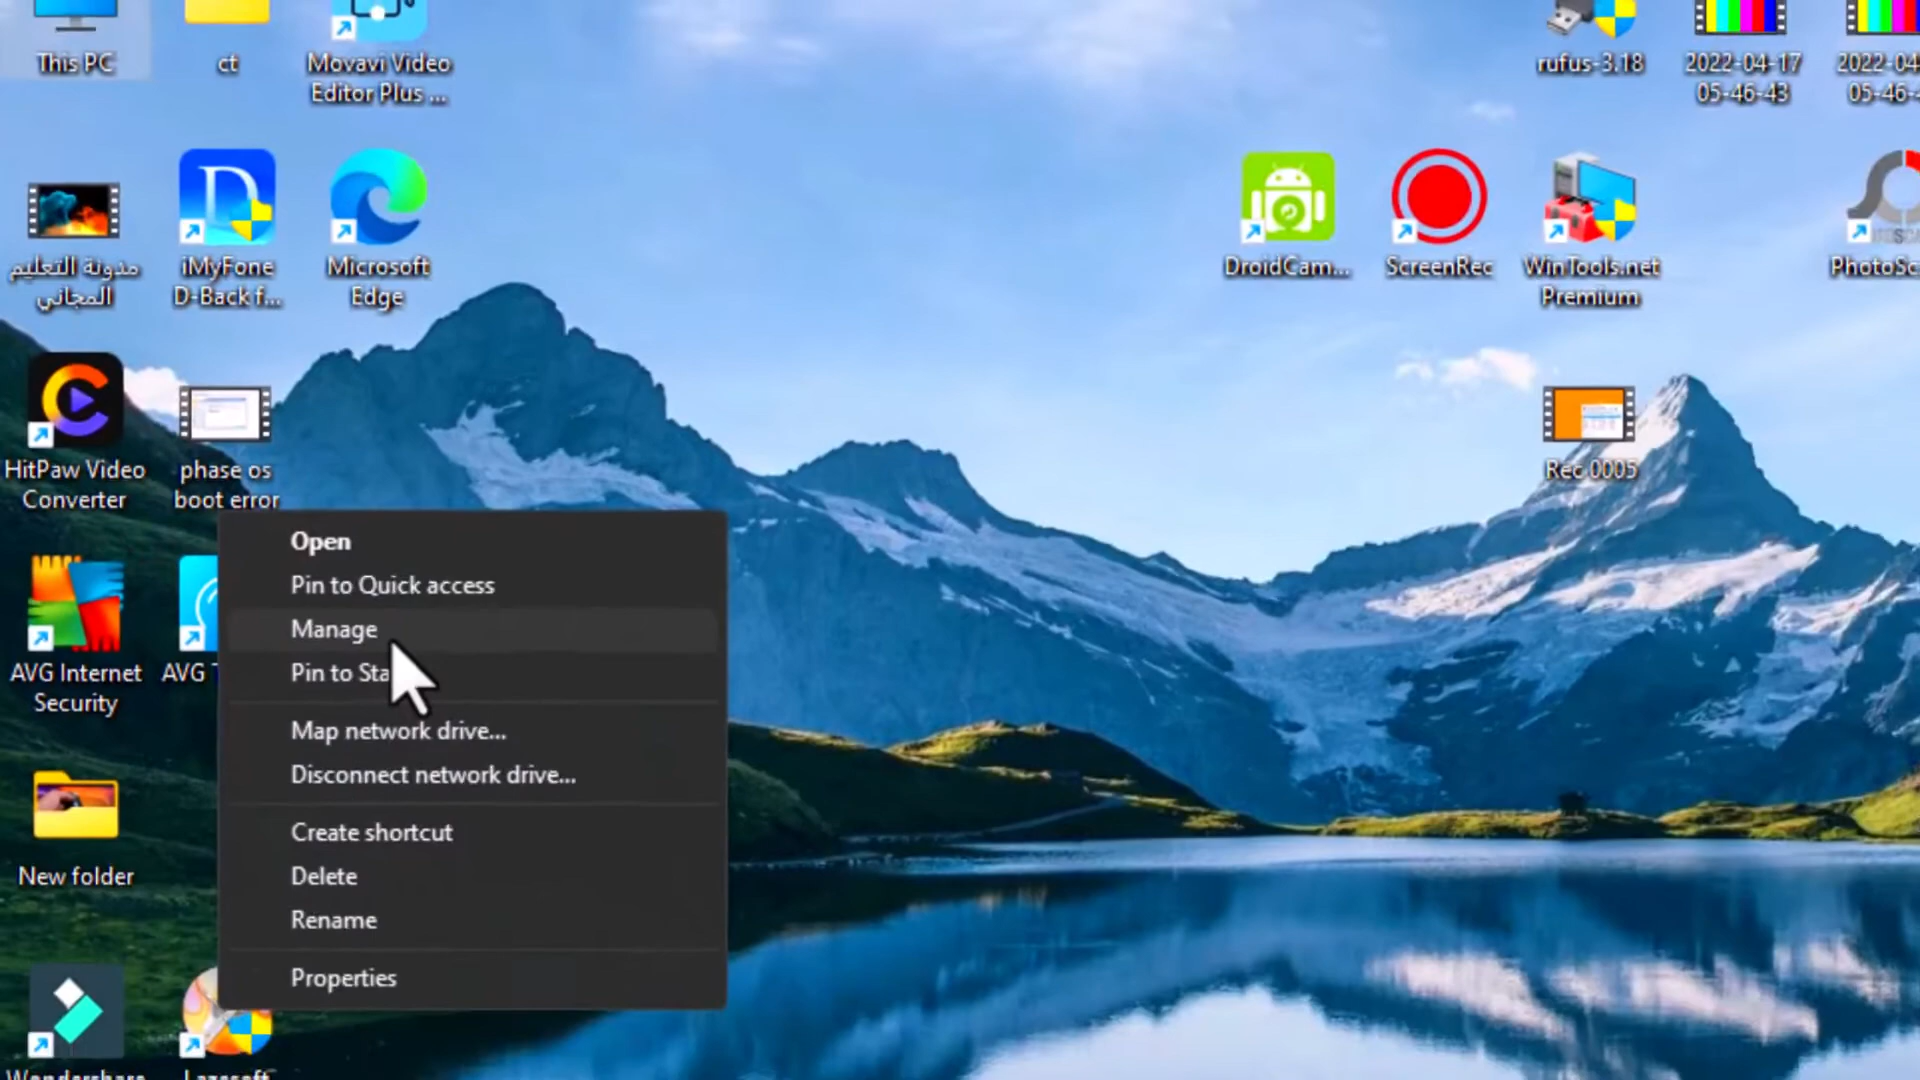 This PC
ct
Movavi Video
Editor Plus ...
rufus-3.18
2022-04-17
05-46-43
2022-04
05-46-
مدونة التعليم
المجاني
iMyFone
D-Back f...
Microsoft
Edge
DroidCam...
ScreenRec
WinTools.net
Premium
PhotoSc
HitPaw Video
Converter
phase os
boot error
Rec 0005
AVG Internet
Security
AVG
New folder
Wondershare
Lazesoft
Open
Pin to Quick access
Manage
Pin to Sta
Map network drive...
Disconnect network drive...
Create shortcut
Delete
Rename
Properties